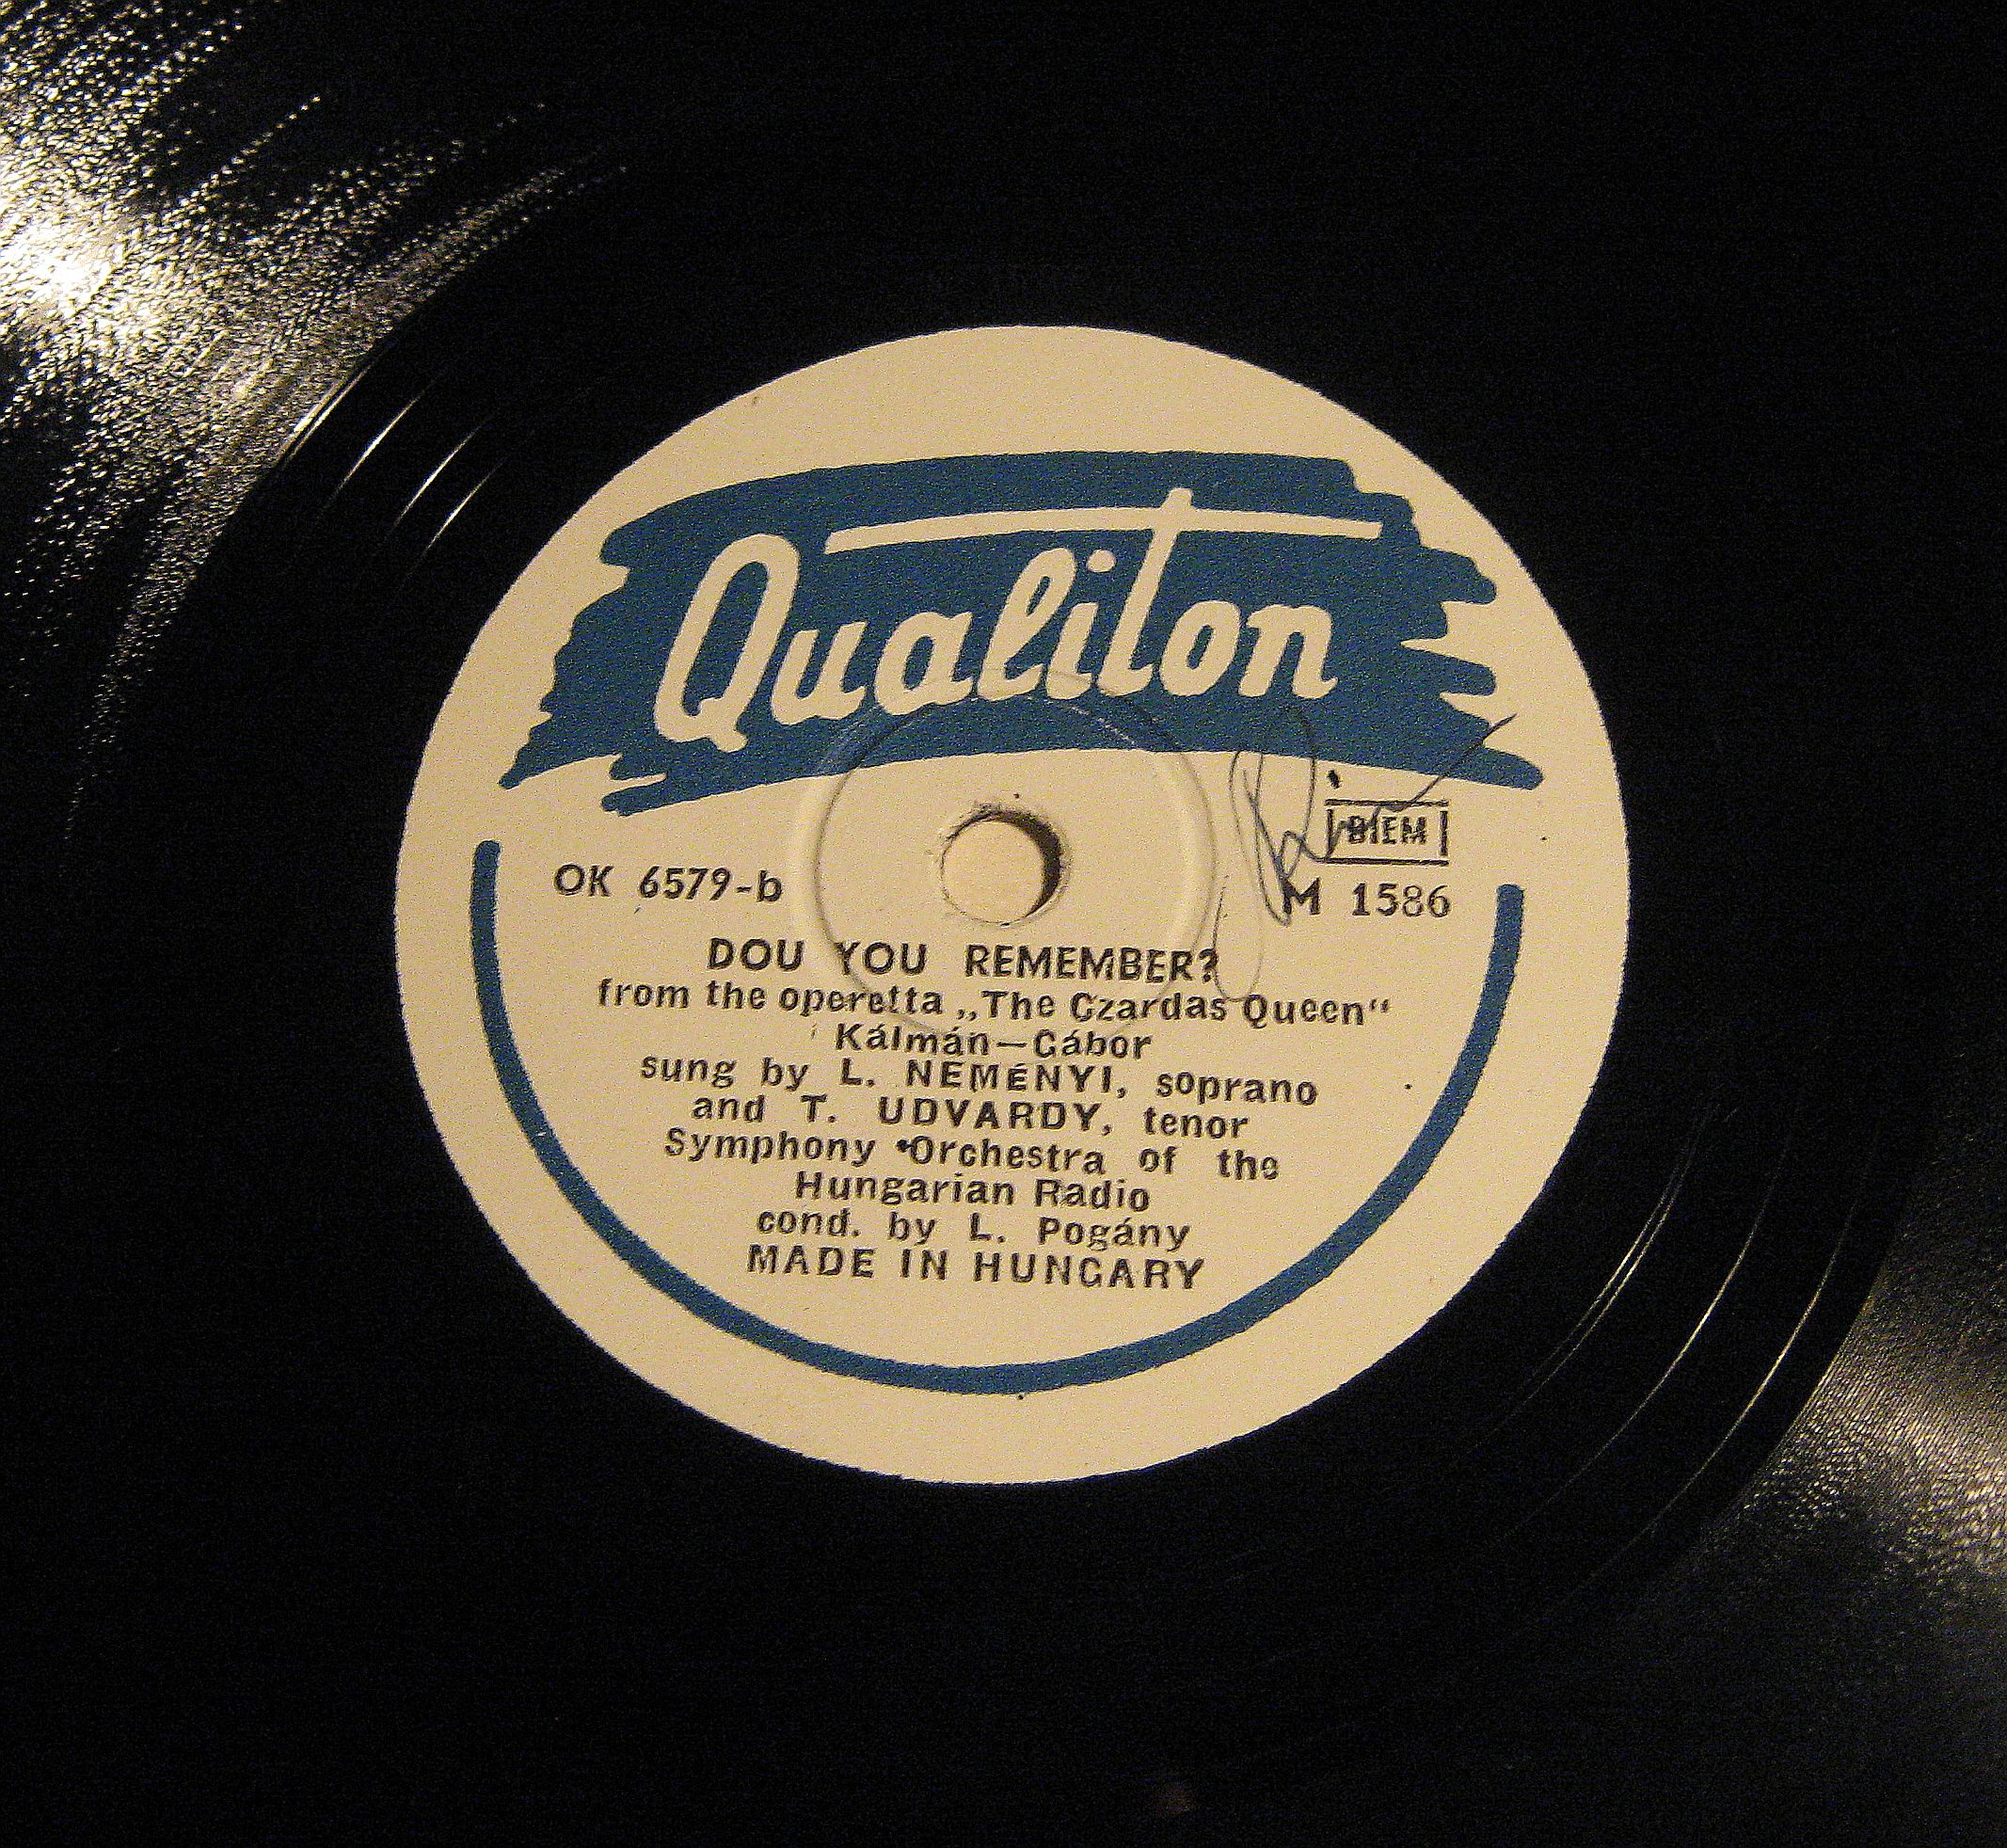 Qualiton
BIEM
OK 6579-b M 1586
DOU YOU REMEMBER?
from the operetta „The Czardas Queen“
Kálmán—Gábor
sung by L. NEMÉNYI, soprano
and T. UDVARDY, tenor
Symphony Orchestra of the
Hungarian Radio
cond. by L. Pogány
MADE IN HUNGARY